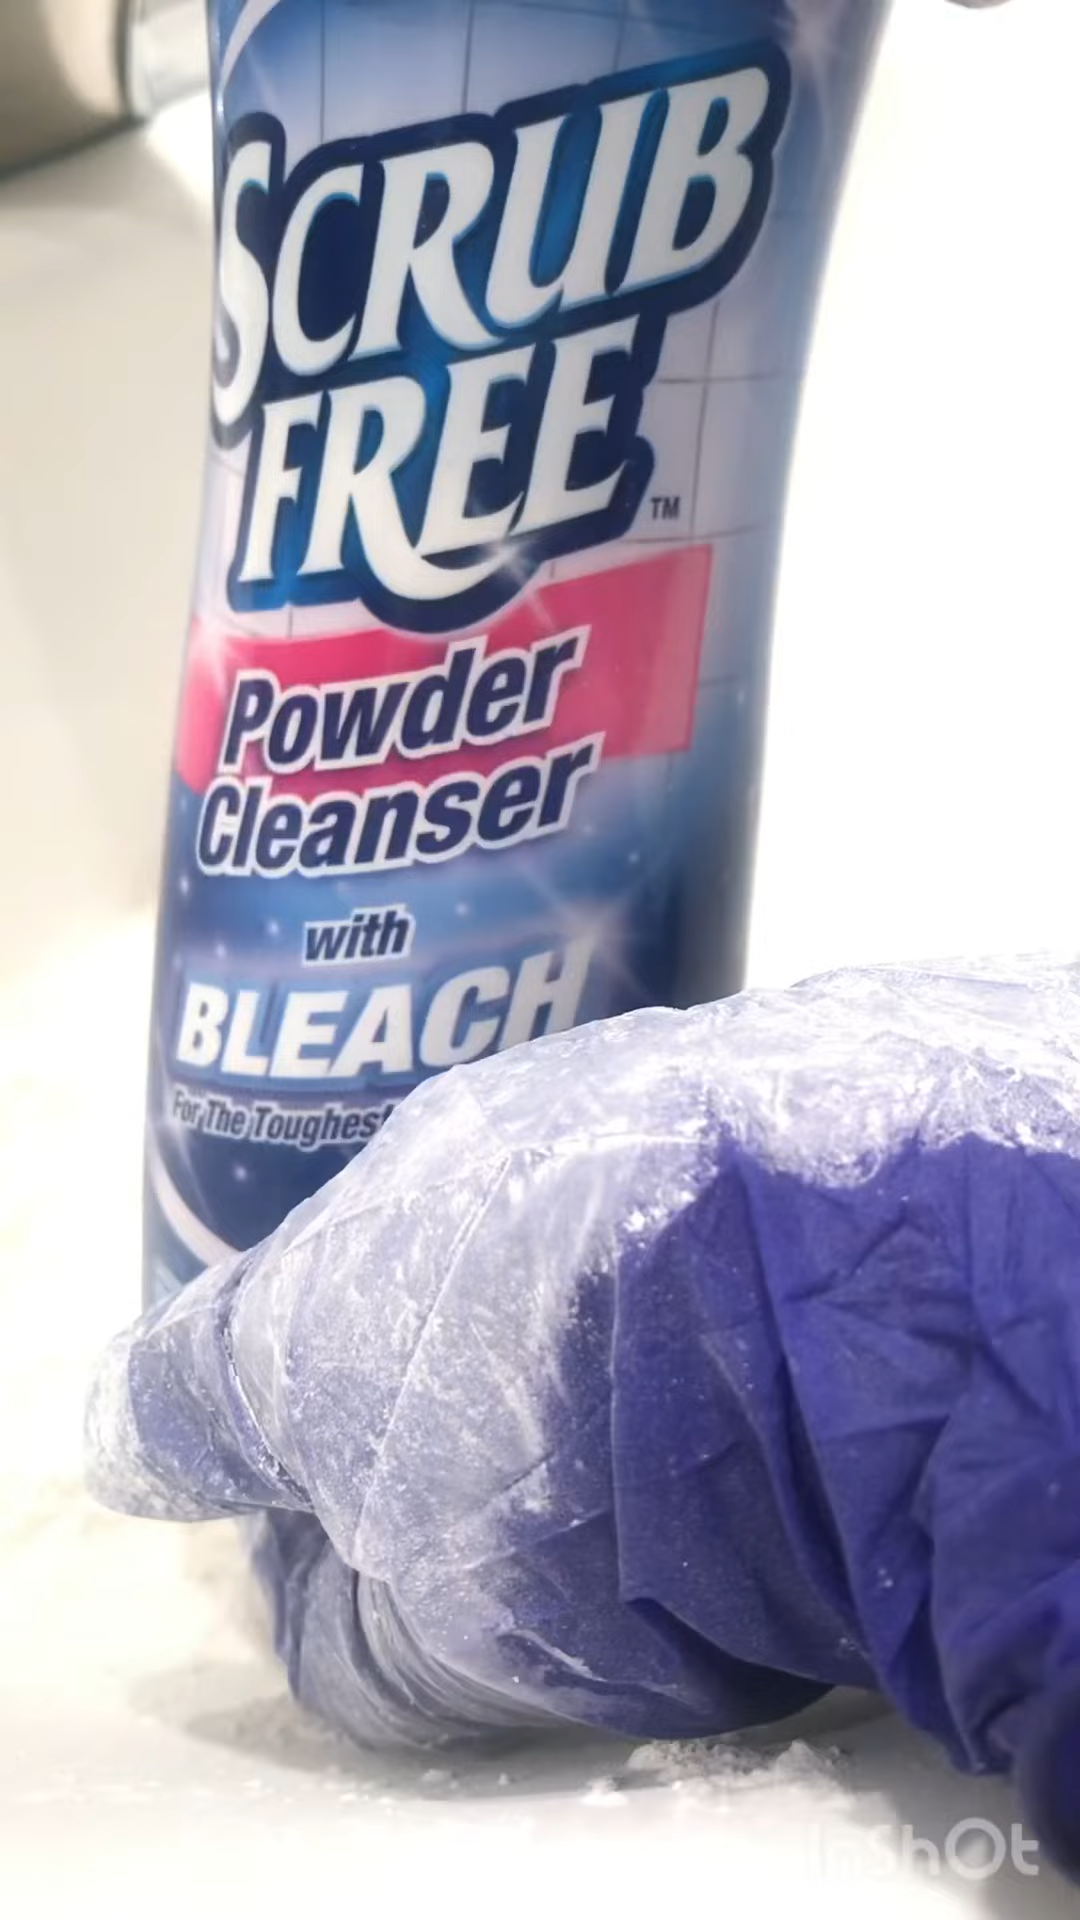 SCRUB
FREE
TM
Powder
Cleanser
with
BLEACH
For The Toughest
InShOt